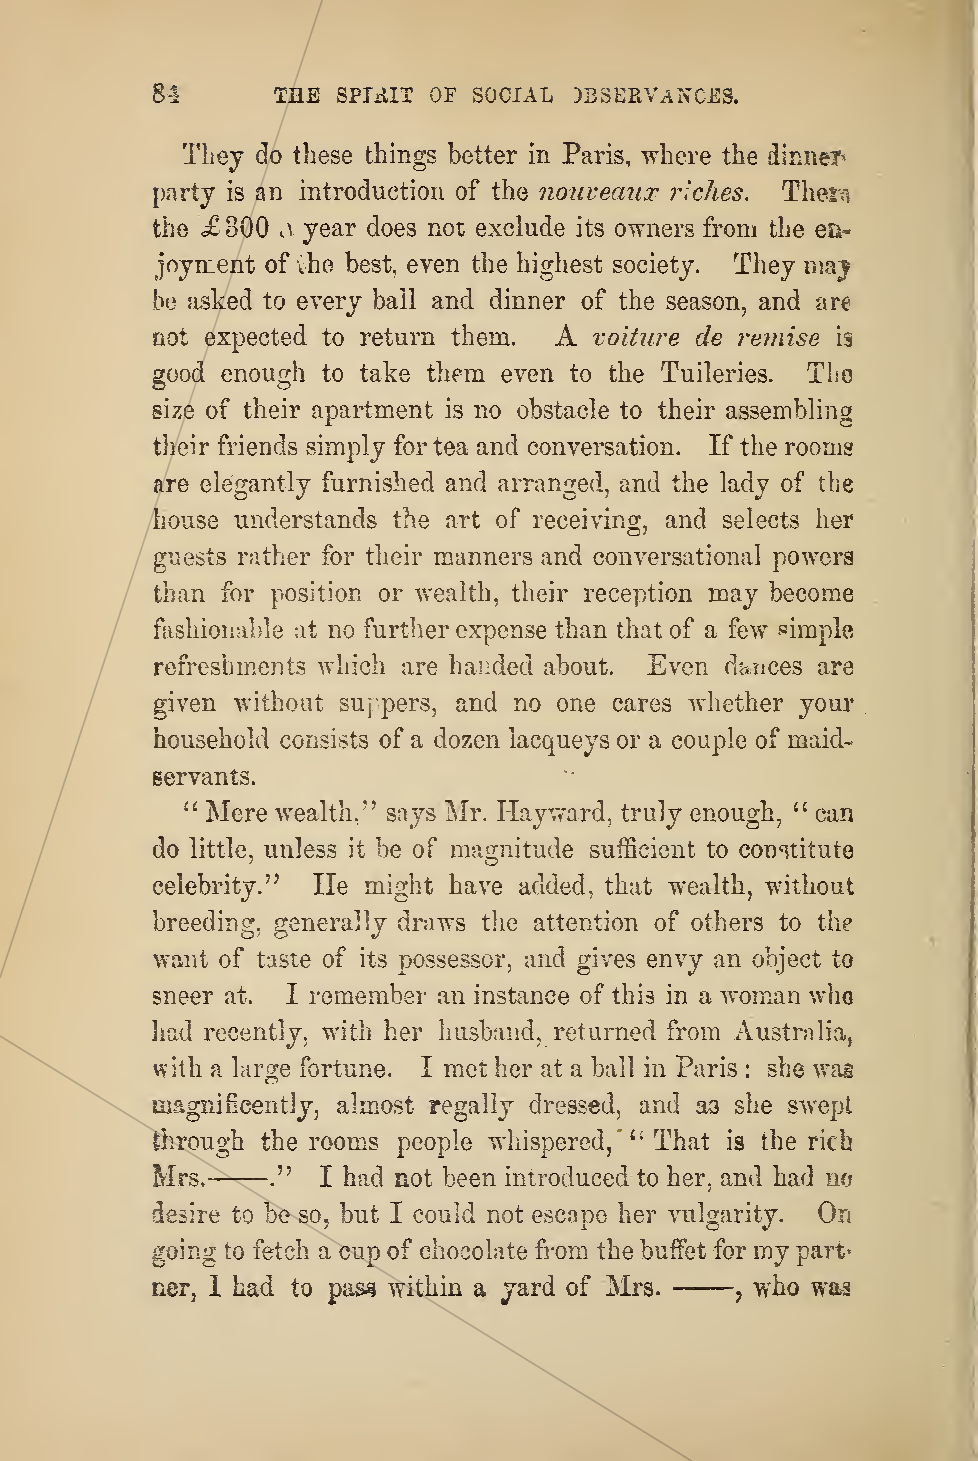 84 THE SPIRIT OF SOCIAL OBSERVANCES.
They do these things better in Paris, where the dinner
party is an introduction of the nouveaux riches. There
the £300 a year does not exclude its owners from the en-
joyment of the best, even the highest society. They may
be asked to every ball and dinner of the season, and are
not expected to return them. A voiture de remise is
good enough to take them even to the Tuileries. The
size of their apartment is no obstacle to their assembling
their friends simply for tea and conversation. If the rooms
are elegantly furnished and arranged, and the lady of the
house understands the art of receiving, and selects her
guests rather for their manners and conversational powers
than for position or wealth, their reception may become
fashionable at no further expense than that of a few simple
refreshments which are handed about. Even dances are
given without suppers, and no one cares whether your
household consists of a dozen lacqueys or a couple of maid-
servants.
“Mere wealth,” says Mr. Hayward, truly enough, “can
do little, unless it be of magnitude sufficient to constitute
celebrity.” He might have added, that wealth, without
breeding, generally draws the attention of others to the
want of taste of its possessor, and gives envy an object to
sneer at. I remember an instance of this in a woman who
had recently, with her husband, returned from Australia,
with a large fortune. I met her at a ball in Paris: she was
magnificently, almost regally dressed, and as she swept
through the rooms people whispered, “That is the rich
Mrs.——.” I had not been introduced to her, and had no
desire to be so, but I could not escape her vulgarity. On
going to fetch a cup of chocolate from the buffet for my part-
ner, I had to pass within a yard of Mrs. ——, who was